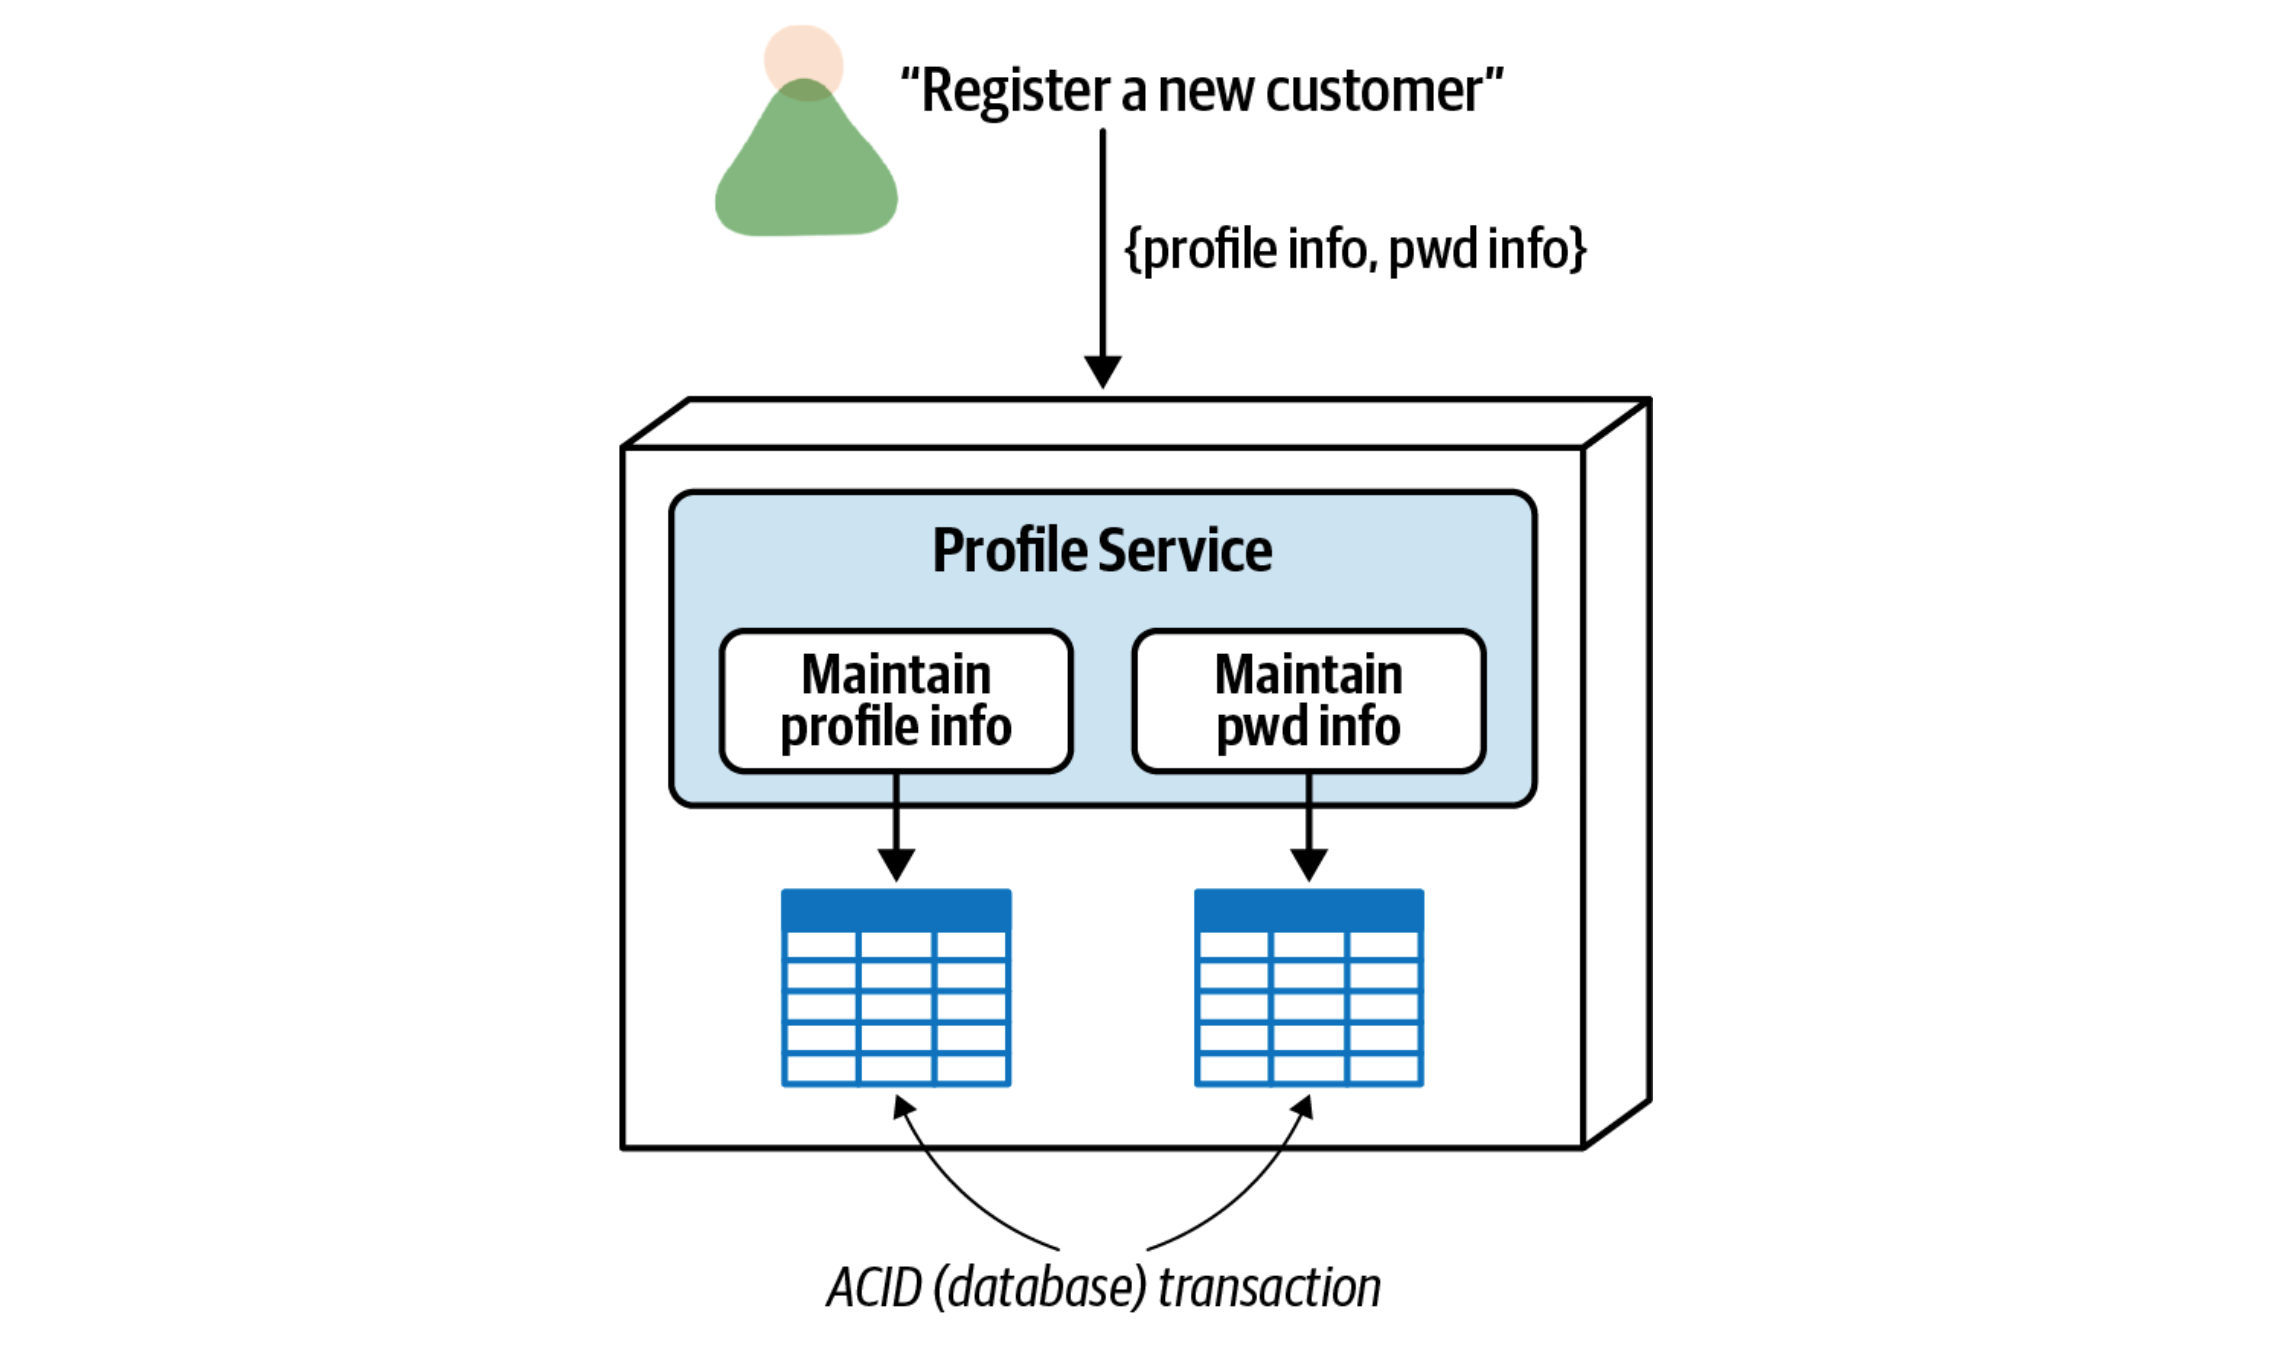 “Register a new customer”
{profile info, pwd info}
Profile Service
Maintain
profile info
Maintain
pwd info
ACID (database) transaction